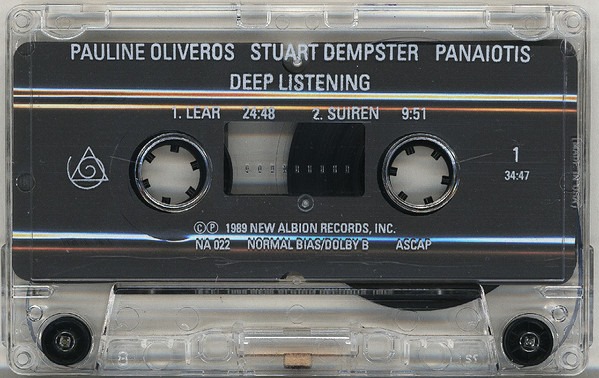 PAULINE OLIVEROS STUART DEMPSTER PANAIOTIS
DEEP LISTENING
1. LEAR 24:48 2. SUIREN 9:51
1
34:47
©℗ 1989 NEW ALBION RECORDS, INC.
NA 022 NORMAL BIAS/DOLBY B ASCAP